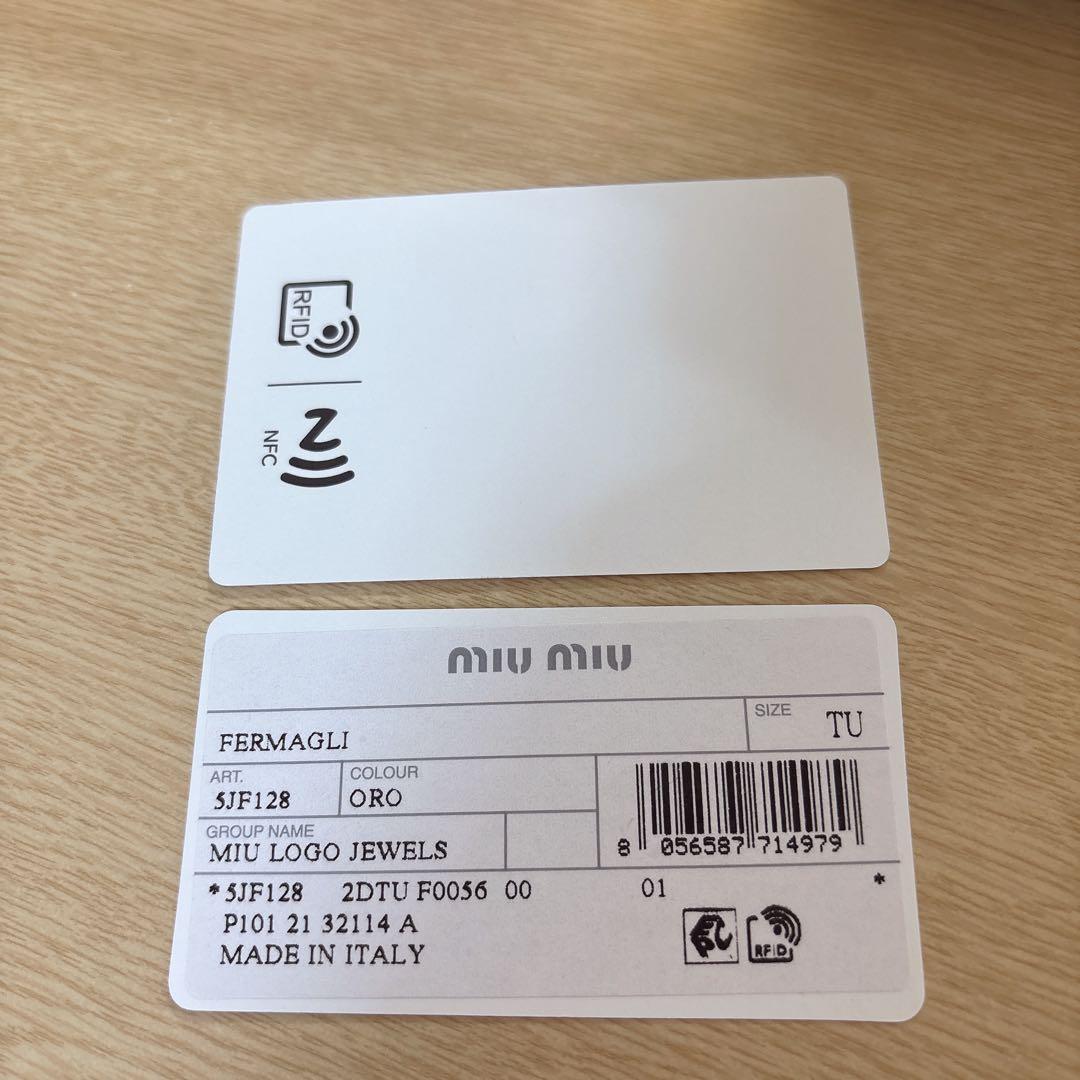 RFID
NFC
miu miu
FERMAGLI
SIZE TU
ART. 5JF128
COLOUR ORO
GROUP NAME
MIU LOGO JEWELS
8 056587 714979
*5JF128 2DTU F0056 00 01 *
P101 21 32114 A
MADE IN ITALY
RFID